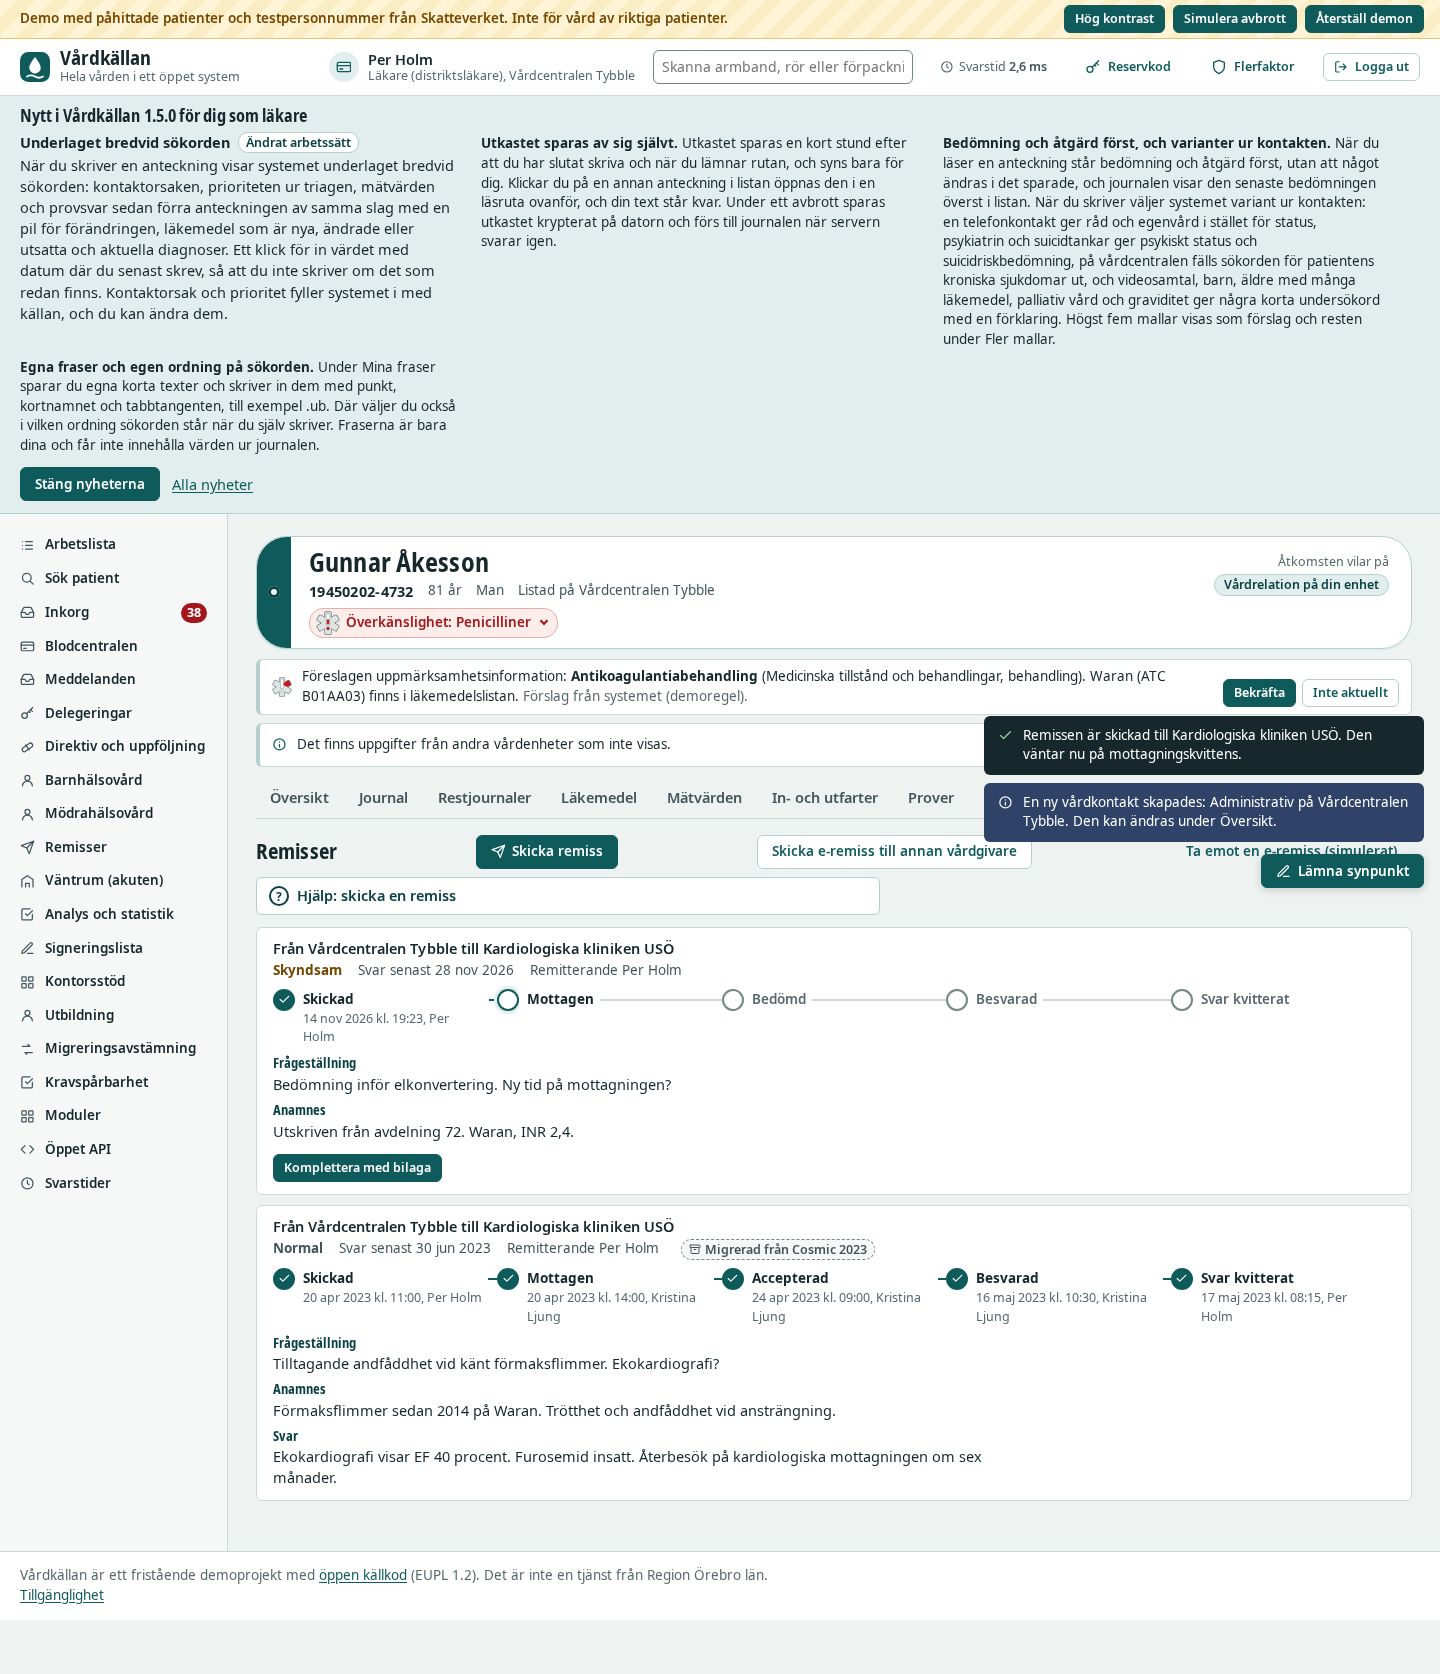 Demo med påhittade patienter och testpersonnummer från Skatteverket. Inte för vård av riktiga patienter.
Hög kontrast
Simulera avbrott
Återställ demon
Vårdkällan
Hela vården i ett öppet system
Per Holm
Läkare (distriktsläkare), Vårdcentralen Tybble
Skanna armband, rör eller förpackni
Svarstid 2,6 ms
Reservkod
Flerfaktor
Logga ut
Nytt i Vårdkällan 1.5.0 för dig som läkare
Underlaget bredvid sökorden Ändrat arbetssätt
När du skriver en anteckning visar systemet underlaget bredvid
sökorden: kontaktorsaken, prioriteten ur triagen, mätvärden
och provsvar sedan förra anteckningen av samma slag med en
pil för förändringen, läkemedel som är nya, ändrade eller
utsatta och aktuella diagnoser. Ett klick för in värdet med
datum där du senast skrev, så att du inte skriver om det som
redan finns. Kontaktorsak och prioritet fyller systemet i med
källan, och du kan ändra dem.
Utkastet sparas av sig självt. Utkastet sparas en kort stund efter
att du har slutat skriva och när du lämnar rutan, och syns bara för
dig. Klickar du på en annan anteckning i listan öppnas den i en
läsruta ovanför, och din text står kvar. Under ett avbrott sparas
utkastet krypterat på datorn och förs till journalen när servern
svarar igen.
Bedömning och åtgärd först, och varianter ur kontakten. När du
läser en anteckning står bedömning och åtgärd först, utan att något
ändras i det sparade, och journalen visar den senaste bedömningen
överst i listan. När du skriver väljer systemet variant ur kontakten:
en telefonkontakt ger råd och egenvård i stället för status,
psykiatrin och suicidtankar ger psykiskt status och
suicidriskbedömning, på vårdcentralen fälls sökorden för patientens
kroniska sjukdomar ut, och videosamtal, barn, äldre med många
läkemedel, palliativ vård och graviditet ger några korta undersökord
med en förklaring. Högst fem mallar visas som förslag och resten
under Fler mallar.
Egna fraser och egen ordning på sökorden. Under Mina fraser
sparar du egna korta texter och skriver in dem med punkt,
kortnamnet och tabbtangenten, till exempel .ub. Där väljer du också
i vilken ordning sökorden står när du själv skriver. Fraserna är bara
dina och får inte innehålla värden ur journalen.
Stäng nyheterna
Alla nyheter
Arbetslista
Sök patient
Inkorg 38
Blodcentralen
Meddelanden
Delegeringar
Direktiv och uppföljning
Barnhälsovård
Mödrahälsovård
Remisser
Väntrum (akuten)
Analys och statistik
Signeringslista
Kontorsstöd
Utbildning
Migreringsavstämning
Kravspårbarhet
Moduler
Öppet API
Svarstider
Gunnar Åkesson
19450202-4732 81 år Man Listad på Vårdcentralen Tybble
Överkänslighet: Penicilliner
Åtkomsten vilar på
Vårdrelation på din enhet
Föreslagen uppmärksamhetsinformation: Antikoagulantiabehandling (Medicinska tillstånd och behandlingar, behandling). Waran (ATC
B01AA03) finns i läkemedelslistan. Förslag från systemet (demoregel).
Bekräfta
Inte aktuellt
Det finns uppgifter från andra vårdenheter som inte visas.
Remissen är skickad till Kardiologiska kliniken USÖ. Den
väntar nu på mottagningskvittens.
En ny vårdkontakt skapades: Administrativ på Vårdcentralen
Tybble. Den kan ändras under Översikt.
Översikt
Journal
Restjournaler
Läkemedel
Mätvärden
In- och utfarter
Prover
Remisser
Skicka remiss
Skicka e-remiss till annan vårdgivare
Ta emot en e-remiss (simulerat)
Lämna synpunkt
? Hjälp: skicka en remiss
Från Vårdcentralen Tybble till Kardiologiska kliniken USÖ
Skyndsam Svar senast 28 nov 2026 Remitterande Per Holm
Skickad
14 nov 2026 kl. 19:23, Per
Holm
Mottagen
Bedömd
Besvarad
Svar kvitterat
Frågeställning
Bedömning inför elkonvertering. Ny tid på mottagningen?
Anamnes
Utskriven från avdelning 72. Waran, INR 2,4.
Komplettera med bilaga
Från Vårdcentralen Tybble till Kardiologiska kliniken USÖ
Normal Svar senast 30 jun 2023 Remitterande Per Holm Migrerad från Cosmic 2023
Skickad
20 apr 2023 kl. 11:00, Per Holm
Mottagen
20 apr 2023 kl. 14:00, Kristina
Ljung
Accepterad
24 apr 2023 kl. 09:00, Kristina
Ljung
Besvarad
16 maj 2023 kl. 10:30, Kristina
Ljung
Svar kvitterat
17 maj 2023 kl. 08:15, Per
Holm
Frågeställning
Tilltagande andfåddhet vid känt förmaksflimmer. Ekokardiografi?
Anamnes
Förmaksflimmer sedan 2014 på Waran. Trötthet och andfåddhet vid ansträngning.
Svar
Ekokardiografi visar EF 40 procent. Furosemid insatt. Återbesök på kardiologiska mottagningen om sex
månader.
Vårdkällan är ett fristående demoprojekt med öppen källkod (EUPL 1.2). Det är inte en tjänst från Region Örebro län.
Tillgänglighet